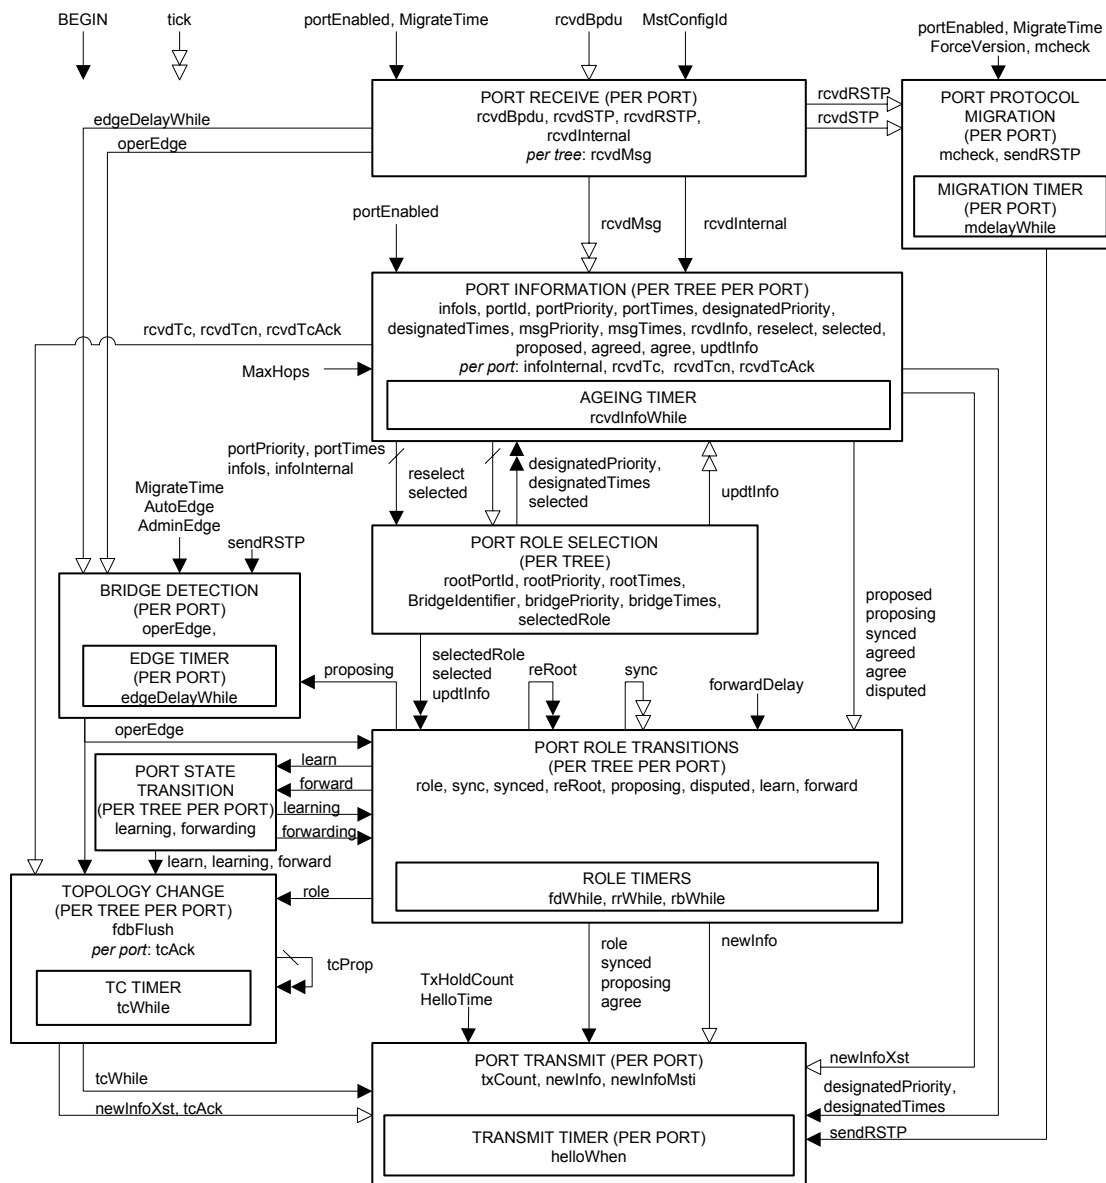 BEGIN
tick
portEnabled, MigrateTime
rcvdBpdu
MstConfigId
portEnabled, MigrateTime
ForceVersion, mcheck
PORT RECEIVE (PER PORT)
rcvdBpdu, rcvdSTP, rcvdRSTP,
rcvdInternal
per tree: rcvdMsg
rcvdRSTP
rcvdSTP
PORT PROTOCOL
MIGRATION
(PER PORT)
mcheck, sendRSTP
MIGRATION TIMER
(PER PORT)
mdelayWhile
edgeDelayWhile
operEdge
portEnabled
rcvdMsg
rcvdInternal
PORT INFORMATION (PER TREE PER PORT)
infoIs, portId, portPriority, portTimes, designatedPriority,
designatedTimes, msgPriority, msgTimes, rcvdInfo, reselect, selected,
proposed, agreed, agree, updtInfo
per port: infoInternal, rcvdTc, rcvdTcn, rcvdTcAck
AGEING TIMER
rcvdInfoWhile
rcvdTc, rcvdTcn, rcvdTcAck
MaxHops
portPriority, portTimes
infoIs, infoInternal
reselect
selected
designatedPriority,
designatedTimes
selected
updtInfo
MigrateTime
AutoEdge
AdminEdge
sendRSTP
PORT ROLE SELECTION
(PER TREE)
rootPortId, rootPriority, rootTimes,
BridgeIdentifier, bridgePriority, bridgeTimes,
selectedRole
BRIDGE DETECTION
(PER PORT)
operEdge,
EDGE TIMER
(PER PORT)
edgeDelayWhile
proposed
proposing
synced
agreed
agree
disputed
proposing
selectedRole
selected
updtInfo
reRoot
sync
forwardDelay
operEdge
PORT ROLE TRANSITIONS
(PER TREE PER PORT)
role, sync, synced, reRoot, proposing, disputed, learn, forward
ROLE TIMERS
fdWhile, rrWhile, rbWhile
PORT STATE
TRANSITION
(PER TREE PER PORT)
learning, forwarding
learn
forward
learning
forwarding
learn, learning, forward
TOPOLOGY CHANGE
(PER TREE PER PORT)
fdbFlush
per port: tcAck
TC TIMER
tcWhile
role
tcProp
role
synced
proposing
agree
newInfo
TxHoldCount
HelloTime
PORT TRANSMIT (PER PORT)
txCount, newInfo, newInfoMsti
TRANSMIT TIMER (PER PORT)
helloWhen
tcWhile
newInfoXst, tcAck
newInfoXst
designatedPriority,
designatedTimes
sendRSTP